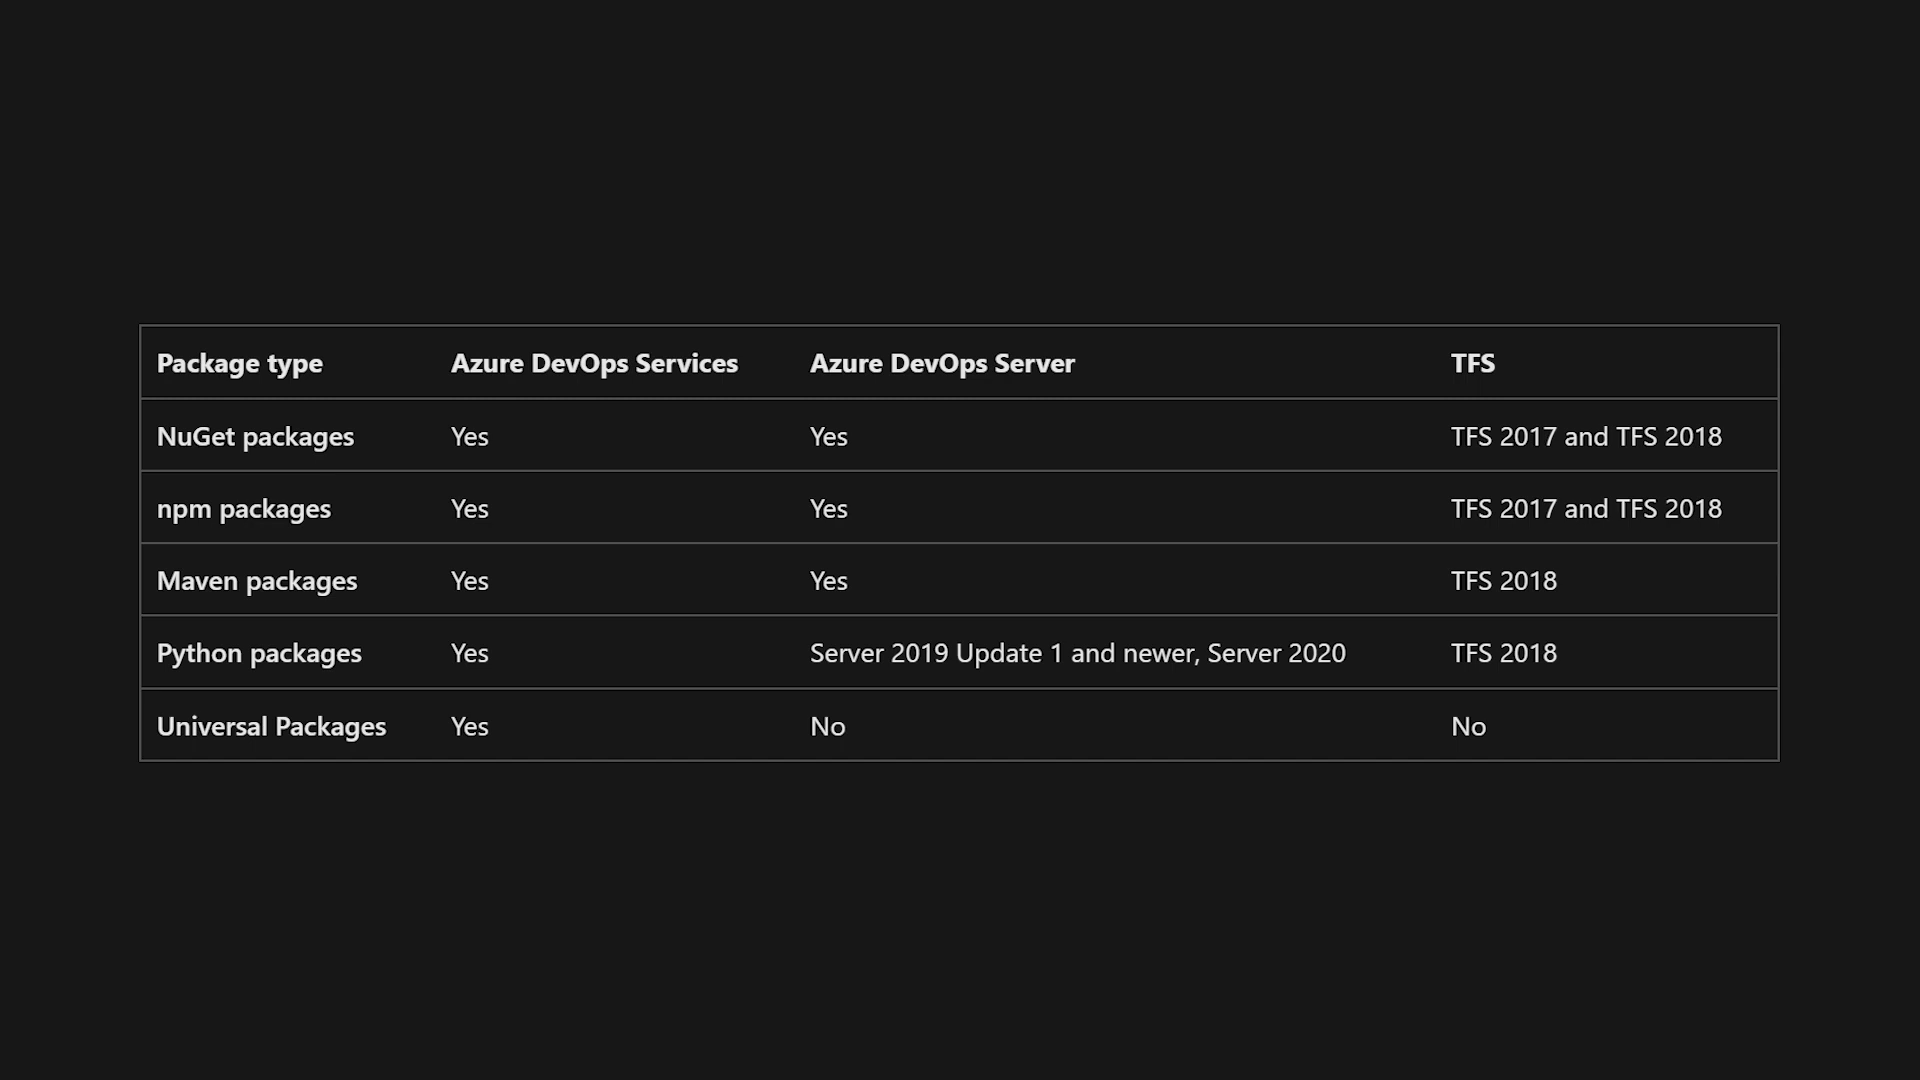 Package type Azure DevOps Services Azure DevOps Server TFS
NuGet packages Yes Yes TFS 2017 and TFS 2018
npm packages Yes Yes TFS 2017 and TFS 2018
Maven packages Yes Yes TFS 2018
Python packages Yes Server 2019 Update 1 and newer, Server 2020 TFS 2018
Universal Packages Yes No No